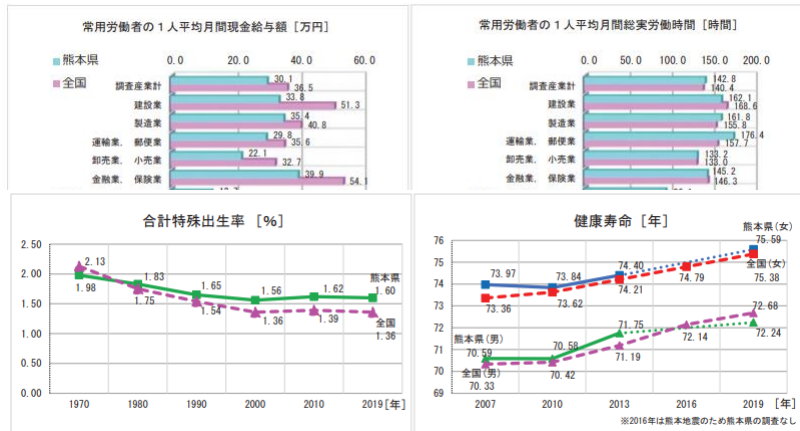 常用労働者の１人平均月間現金給与額［万円］
0.0 20.0 40.0 60.0
熊本県
全国
調査産業計 30.1 36.5
建設業 33.8 51.3
製造業 35.4 40.8
運輸業，郵便業 29.8 35.6
卸売業，小売業 22.1 32.7
金融業，保険業 39.9 54.1
常用労働者の１人平均月間総実労働時間［時間］
0.0 50.0 100.0 150.0 200.0
熊本県
全国
調査産業計 142.8 140.4
建設業 162.1 168.6
製造業 161.8 155.8
運輸業，郵便業 176.4 157.7
卸売業，小売業 133.2 133.0
金融業，保険業 145.2 146.3
合計特殊出生率［%］
2.50
2.00
1.50
1.00
0.50
0.00
2.13 1.83 1.65 1.56 1.62 1.60
1.98 1.75 1.54 1.36 1.39 1.36
熊本県
全国
1970 1980 1990 2000 2010 2019［年］
健康寿命［年］
76
75
74
73
72
71
70
69
熊本県(女)
73.97 73.84 74.40 75.59
全国(女)
73.36 73.62 74.21 74.79 75.38
熊本県(男)
70.59 70.58 71.75 72.24
全国(男)
70.33 70.42 71.19 72.14 72.68
2007 2010 2013 2016 2019 ［年］
※2016年は熊本地震のため熊本県の調査なし